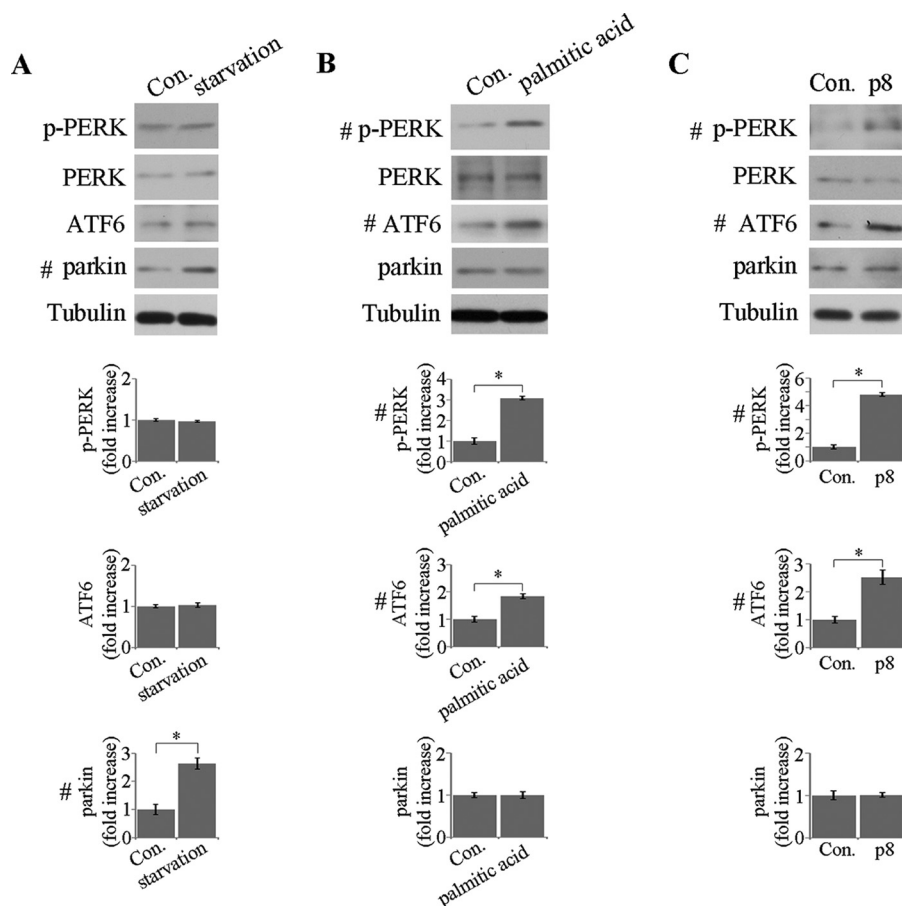 A
Con. starvation
p-PERK
PERK
ATF6
# parkin
Tubulin
p-PERK
(fold increase)
2
1
0
Con.
starvation
ATF6
(fold increase)
2
1
0
Con.
starvation
# parkin
(fold increase)
*
3
2
1
0
Con.
starvation
B
Con. palmitic acid
# p-PERK
PERK
# ATF6
parkin
Tubulin
# p-PERK
(fold increase)
*
4
3
2
1
0
Con.
palmitic acid
# ATF6
(fold increase)
*
3
2
1
0
Con.
palmitic acid
parkin
(fold increase)
2
1
0
Con.
palmitic acid
C
Con. p8
# p-PERK
PERK
# ATF6
parkin
Tubulin
# p-PERK
(fold increase)
*
6
4
2
0
Con. p8
# ATF6
(fold increase)
*
3
2
1
0
Con. p8
parkin
(fold increase)
2
1
0
Con. p8